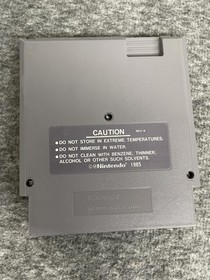 CAUTION
• DO NOT STORE IN EXTREME TEMPERATURES.
• DO NOT IMMERSE IN WATER.
• DO NOT CLEAN WITH BENZENE, THINNER,
ALCOHOL OR OTHER SUCH SOLVENTS.
©®Nintendo 1985